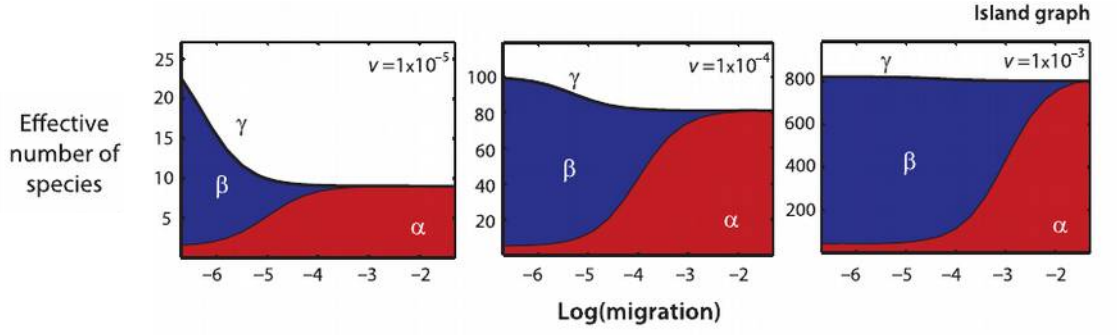 Island graph
Effective
number of
species
25
20
15
10
5
ν =1x10⁻⁵
γ
β
α
−6 −5 −4 −3 −2
100
80
60
40
20
ν =1x10⁻⁴
γ
β
α
−6 −5 −4 −3 −2
800
600
400
200
ν =1x10⁻³
γ
β
α
−6 −5 −4 −3 −2
Log(migration)